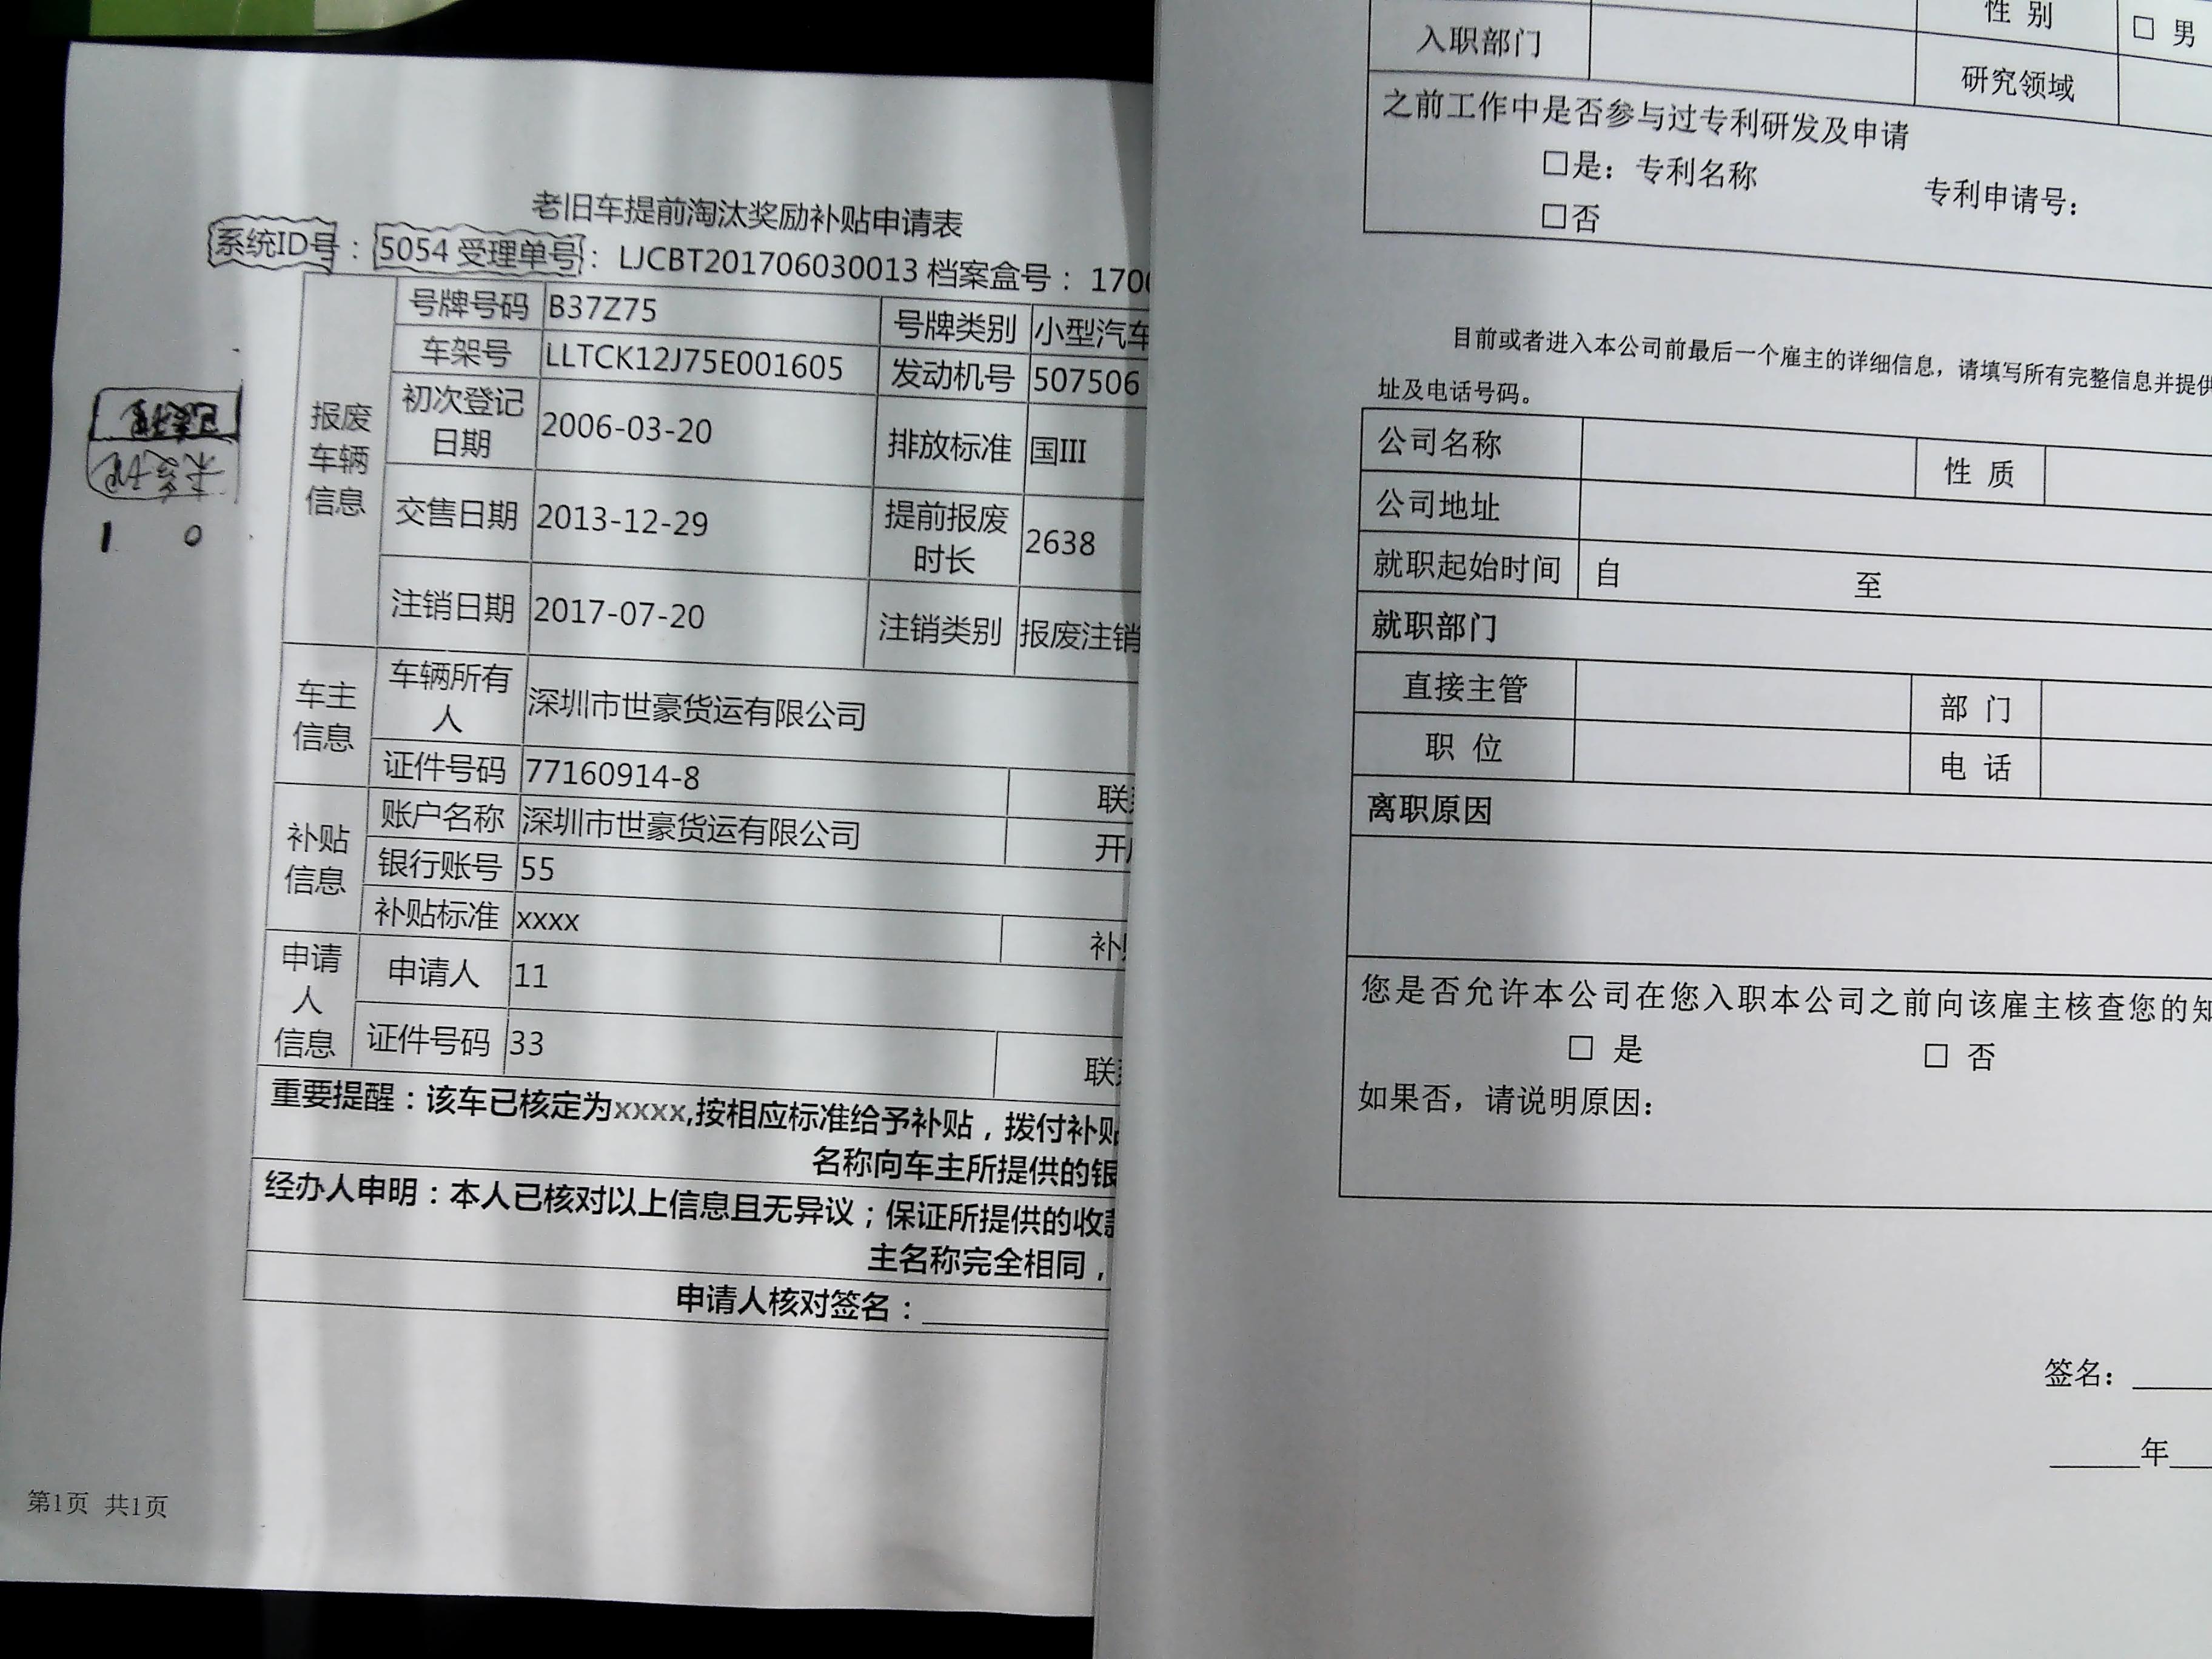 老旧车提前淘汰奖励补贴申请表
系统ID号：5054 受理单号：LJCBT201706030013 档案盒号：170
报废车辆信息
号牌号码 B37Z75 号牌类别 小型汽车
车架号 LLTCK12J75E001605 发动机号 507506
初次登记日期 2006-03-20 排放标准 国III
交售日期 2013-12-29 提前报废时长 2638
注销日期 2017-07-20 注销类别 报废注销
车主信息
车辆所有人 深圳市世豪货运有限公司
证件号码 77160914-8 联
补贴信息
账户名称 深圳市世豪货运有限公司 开
银行账号 55
补贴标准 xxxx 补
申请人信息
申请人 11
证件号码 33 联
重要提醒：该车已核定为xxxx,按相应标准给予补贴，拨付补贴
名称向车主所提供的银
经办人申明：本人已核对以上信息且无异议；保证所提供的收款
主名称完全相同，
申请人核对签名：
第1页 共1页
1 0
性 别 □ 男
入职部门 研究领域
之前工作中是否参与过专利研发及申请
□是：专利名称 专利申请号：
□否
目前或者进入本公司前最后一个雇主的详细信息，请填写所有完整信息并提供
址及电话号码。
公司名称 性 质
公司地址
就职起始时间 自 至
就职部门
直接主管 部 门
职 位 电 话
离职原因
您是否允许本公司在您入职本公司之前向该雇主核查您的知
□ 是 □ 否
如果否，请说明原因：
签名：
年